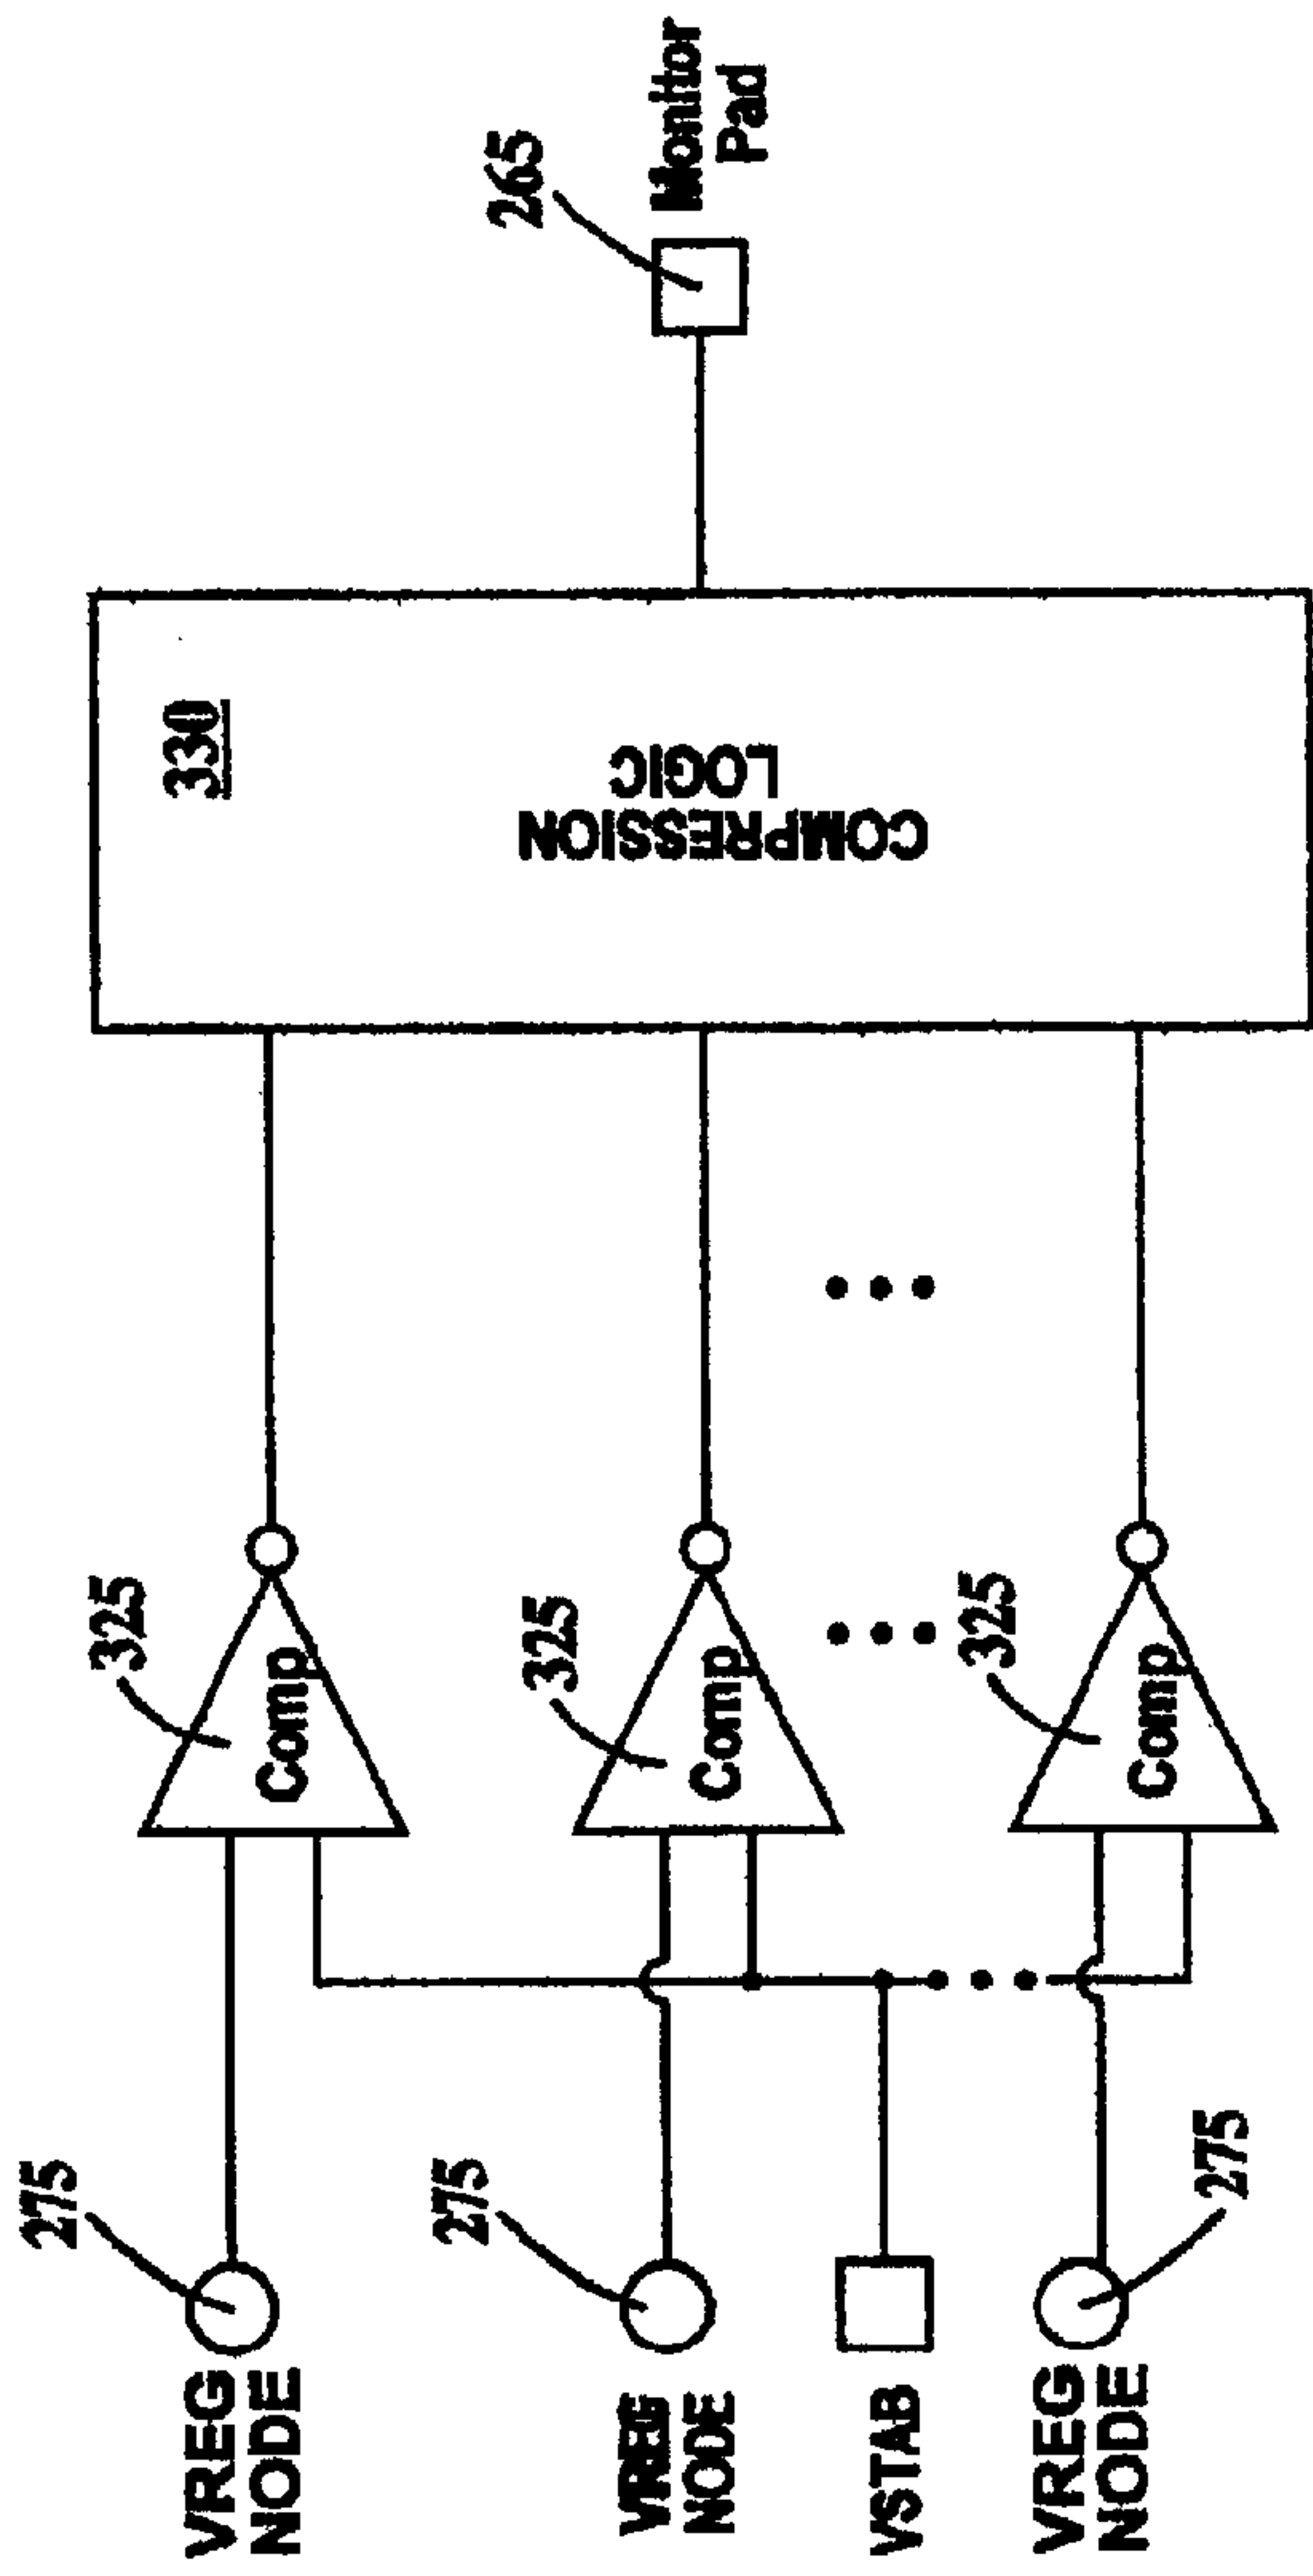 275
VREG
NODE
325
Comp
275
VREG
NODE
325
Comp
VSTAB
275
VREG
NODE
325
Comp
330
COMPRESSION
LOGIC
265
Monitor
Pad